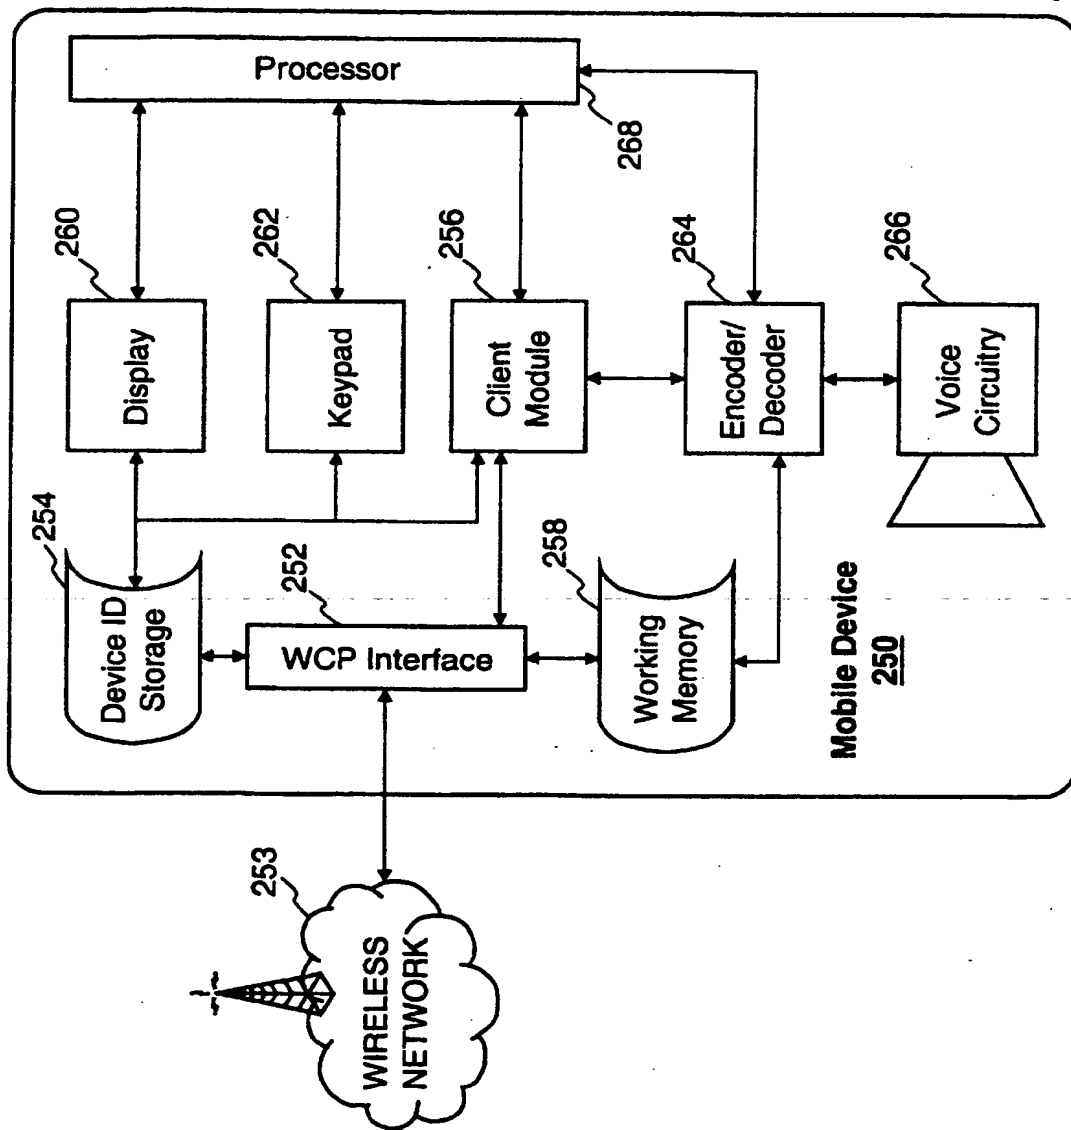 Processor
268
260
Display
262
Keypad
256
Client
Module
264
Encoder/
Decoder
266
Voice
Circuitry
254
Device ID
Storage
252
WCP Interface
258
Working
Memory
Mobile Device
250
253
WIRELESS
NETWORK